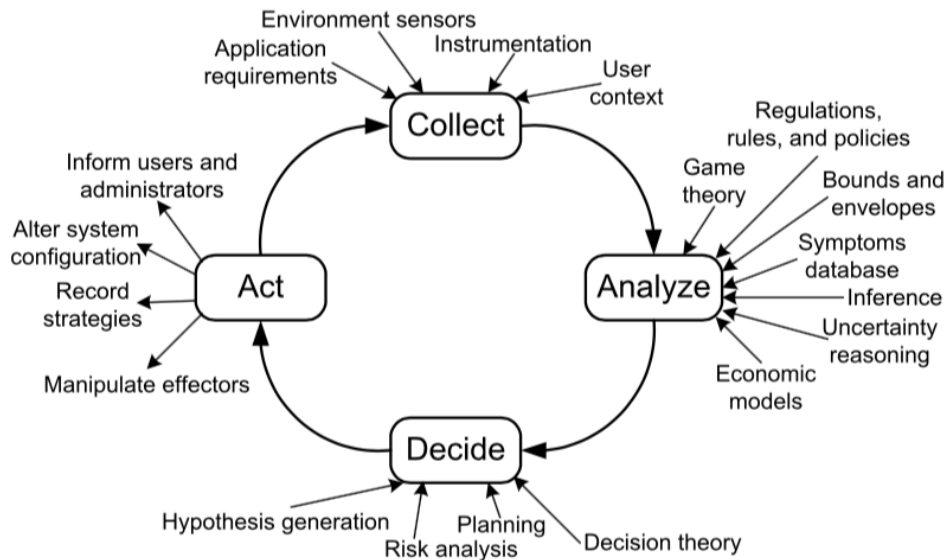 Environment sensors
Application
requirements
Instrumentation
User
context
Collect
Regulations,
rules, and policies
Game
theory
Bounds and
envelopes
Symptoms
database
Inference
Uncertainty
reasoning
Economic
models
Analyze
Inform users and
administrators
Alter system
configuration
Record
strategies
Manipulate effectors
Act
Decide
Hypothesis generation
Risk analysis
Planning
Decision theory